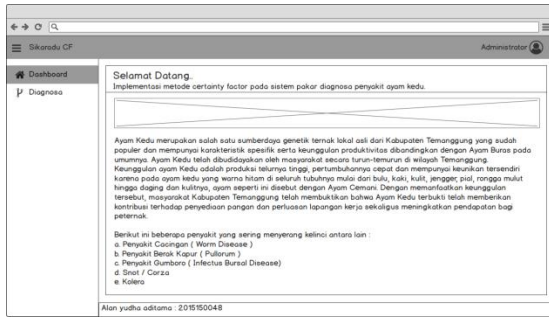 Sikaradu CF
Administrator
Dashboard
Diagnosa
Selamat Datang..
Implementasi metode certainty factor pada sistem pakar diagnosa penyakit ayam kedu.
Ayam Kedu merupakan salah satu sumberdaya genetik ternak lokal asli dari Kabupaten Temanggung yang sudah
populer dan mempunyai karakteristik spesifik serta keunggulan produktivitas dibandingkan dengan Ayam Buras pada
umumnya. Ayam Kedu telah dibudidayakan oleh masyarakat secara turun-temurun di wilayah Temanggung.
Keunggulan ayam Kedu adalah produksi telurnya tinggi, pertumbuhannya cepat dan mempunyai keunikan tersendiri
karena pada ayam kedu yang warna hitam di seluruh tubuhnya mulai dari bulu, kaki, kulit, jengger, pial, rongga mulut
hingga daging dan kulitnya, ayam seperti ini disebut dengan Ayam Cemani. Dengan memanfaatkan keunggulan
tersebut, masyarakat Kabupaten Temanggung telah membuktikan bahwa Ayam Kedu terbukti telah memberikan
kontribusi terhadap penyediaan pangan dan perluasan lapangan kerja sekaligus meningkatkan pendapatan bagi
peternak.
Berikut ini beberapa penyakit yang sering menyerang kelinci antara lain :
a. Penyakit Cacingan ( Worm Disease )
b. Penyakit Berak Kapur ( Pullorum )
c. Penyakit Gumboro ( Infectus Bursal Disease)
d. Snot / Corza
e. Kolera
Alan yudha aditama : 2015150048